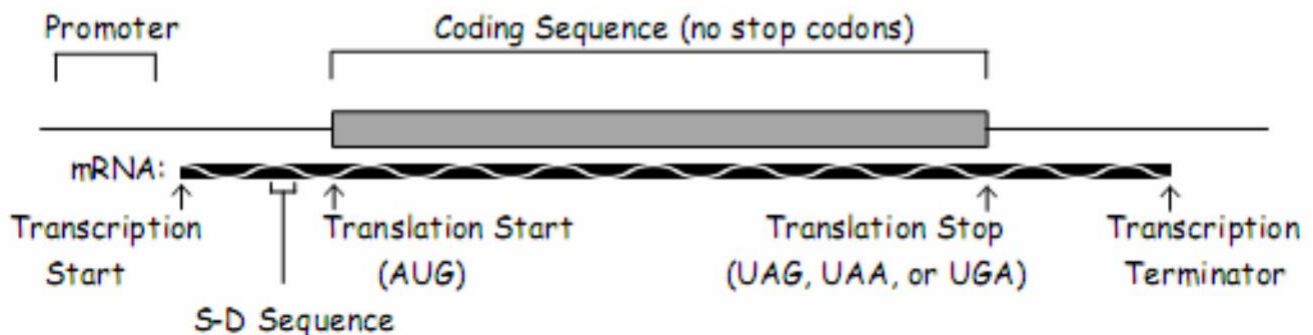 Promoter
Coding Sequence (no stop codons)
mRNA:
Transcription Start
Translation Start (AUG)
Translation Stop (UAG, UAA, or UGA)
Transcription Terminator
S-D Sequence